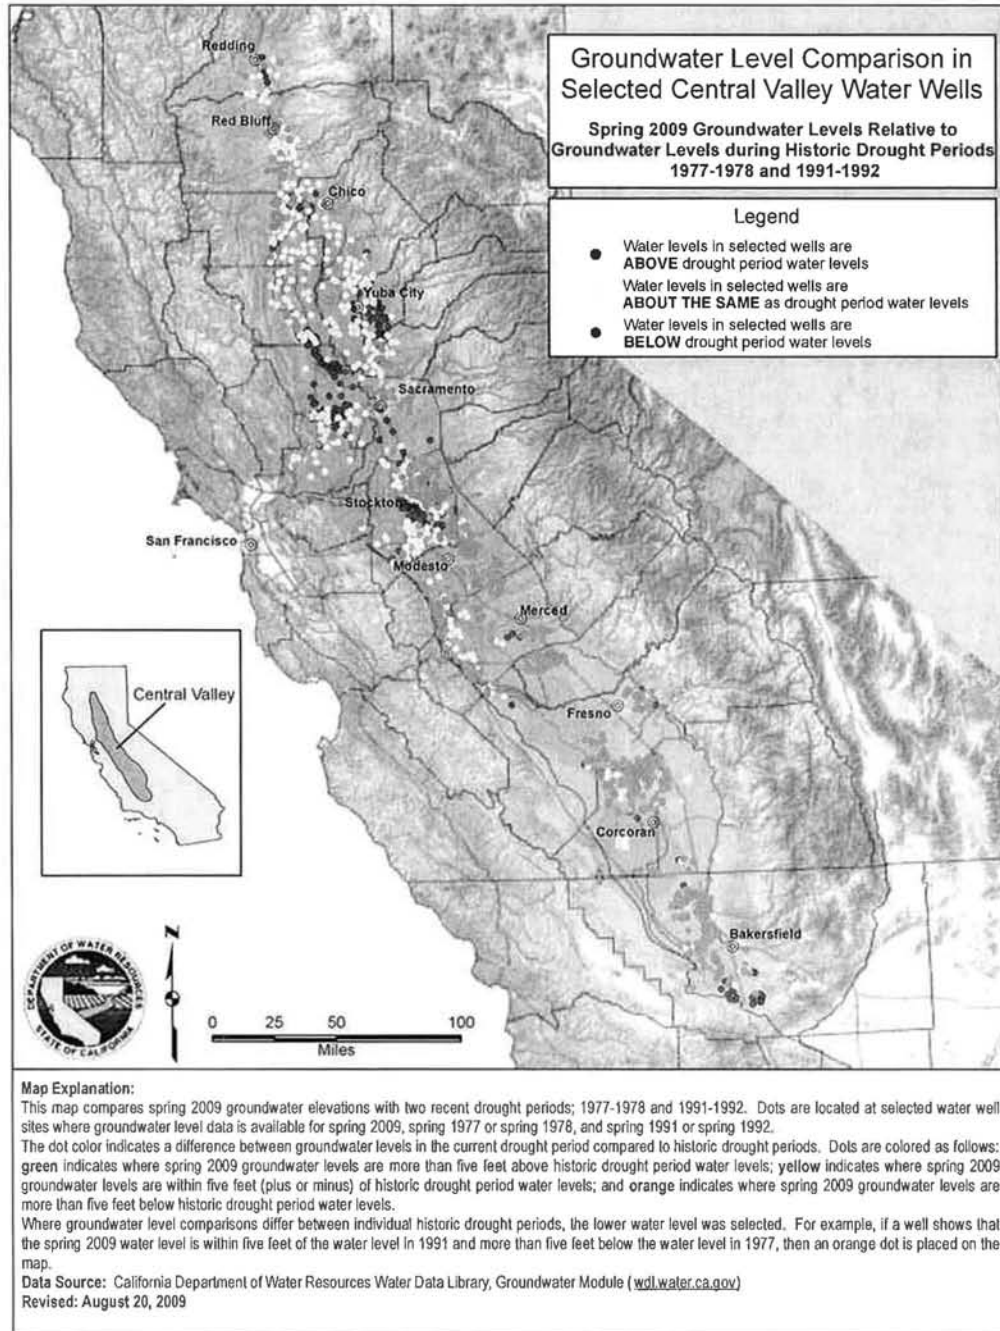 Redding
Red Bluff
Chico
Yuba City
Sacramento
Stockton
San Francisco
Modesto
Merced
Fresno
Corcoran
Bakersfield
Groundwater Level Comparison in
Selected Central Valley Water Wells
Spring 2009 Groundwater Levels Relative to
Groundwater Levels during Historic Drought Periods
1977-1978 and 1991-1992
Legend
Water levels in selected wells are
ABOVE drought period water levels
Water levels in selected wells are
ABOUT THE SAME as drought period water levels
Water levels in selected wells are
BELOW drought period water levels
Central Valley
DEPARTMENT OF WATER RESOURCES
STATE OF CALIFORNIA
N
0 25 50 100
Miles
Map Explanation:
This map compares spring 2009 groundwater elevations with two recent drought periods; 1977-1978 and 1991-1992. Dots are located at selected water well
sites where groundwater level data is available for spring 2009, spring 1977 or spring 1978, and spring 1991 or spring 1992.
The dot color indicates a difference between groundwater levels in the current drought period compared to historic drought periods. Dots are colored as follows:
green indicates where spring 2009 groundwater levels are more than five feet above historic drought period water levels; yellow indicates where spring 2009
groundwater levels are within five feet (plus or minus) of historic drought period water levels; and orange indicates where spring 2009 groundwater levels are
more than five feet below historic drought period water levels.
Where groundwater level comparisons differ between individual historic drought periods, the lower water level was selected. For example, if a well shows that
the spring 2009 water level is within five feet of the water level in 1991 and more than five feet below the water level in 1977, then an orange dot is placed on the
map.
Data Source: California Department of Water Resources Water Data Library, Groundwater Module (wdl.water.ca.gov)
Revised: August 20, 2009